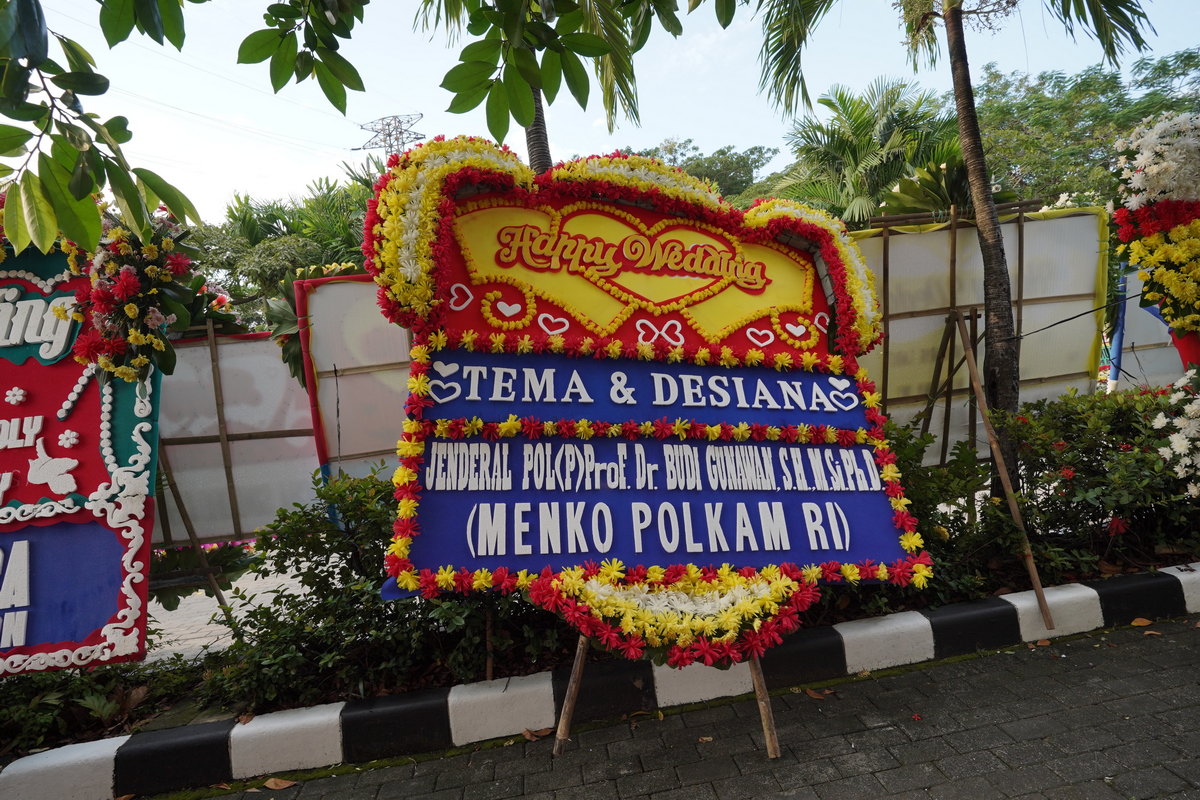 Happy Wedding
TEMA & DESIANA
JENDERAL POL(P)Prof. Dr. BUDI GUNAWAN, S.H., M.Si.Ph.D
(MENKO POLKAM RI)